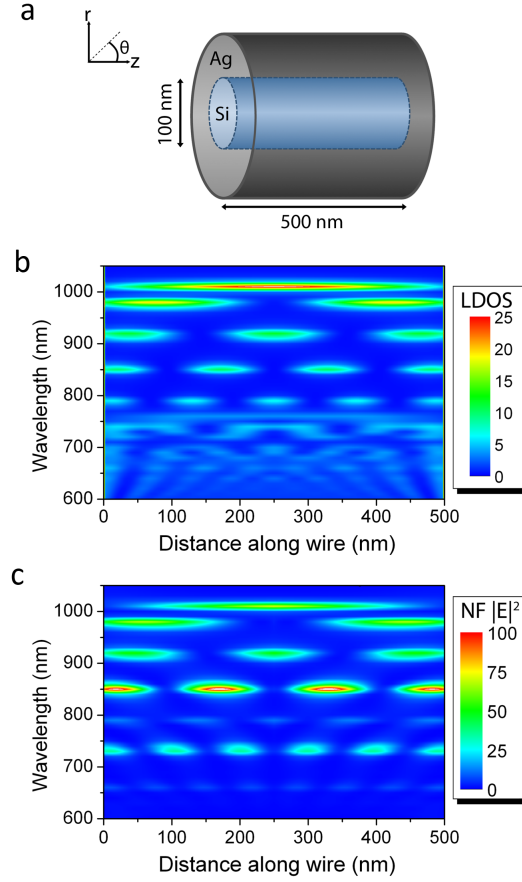 a
r
θ
z
Ag
Si
100 nm
500 nm
b
1000
900
800
700
600
Wavelength (nm)
0 100 200 300 400 500
Distance along wire (nm)
LDOS
25
20
15
10
5
0
c
1000
900
800
700
600
Wavelength (nm)
0 100 200 300 400 500
Distance along wire (nm)
NF |E|²
100
75
50
25
0